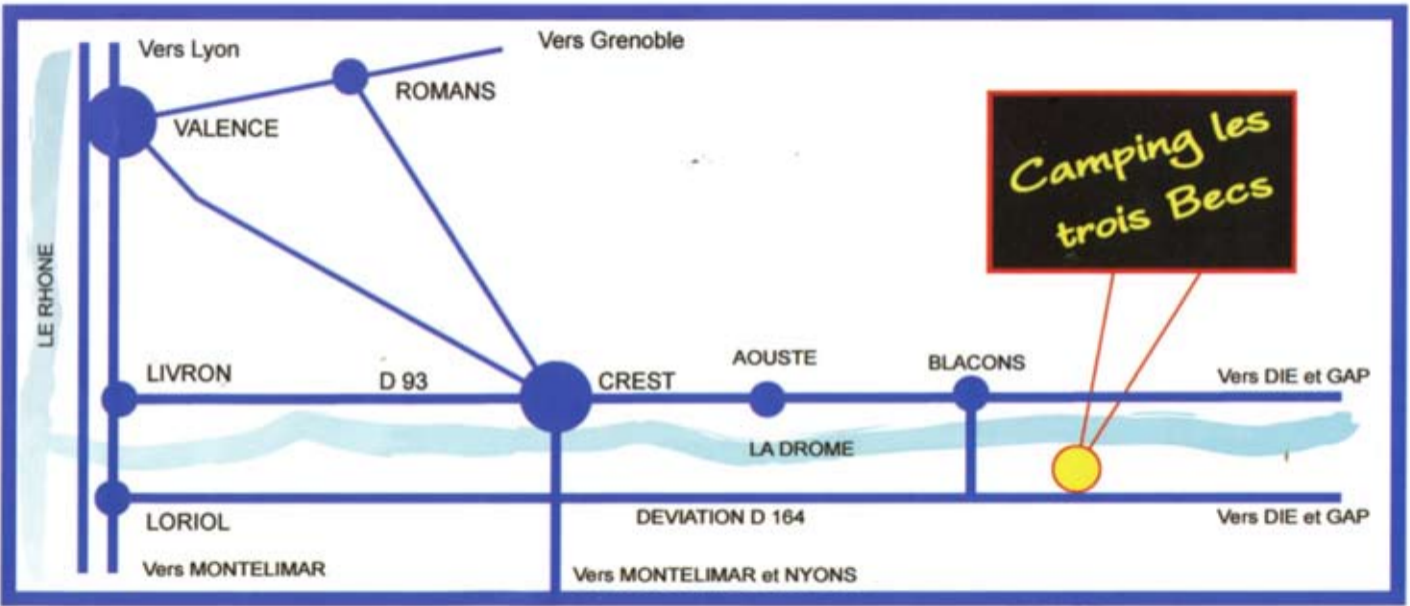 Vers Lyon
Vers Grenoble
ROMANS
VALENCE
Camping les
trois Becs
LE RHONE
LIVRON
D 93
CREST
AOUSTE
BLACONS
Vers DIE et GAP
LA DROME
LORIOL
DEVIATION D 164
Vers DIE et GAP
Vers MONTELIMAR
Vers MONTELIMAR et NYONS